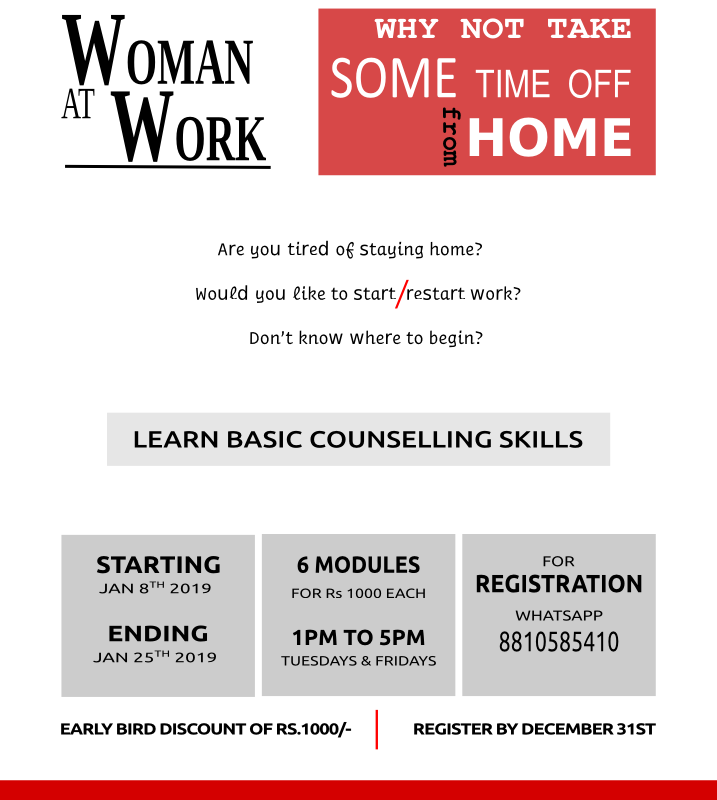 WOMAN
AT WORK
WHY NOT TAKE
SOME TIME OFF
from HOME
Are you tired of staying home?
Would you like to start/restart work?
Don't know where to begin?
LEARN BASIC COUNSELLING SKILLS
STARTING
JAN 8TH 2019
ENDING
JAN 25TH 2019
6 MODULES
FOR Rs 1000 EACH
1PM TO 5PM
TUESDAYS & FRIDAYS
FOR
REGISTRATION
WHATSAPP
8810585410
EARLY BIRD DISCOUNT OF RS.1000/-
REGISTER BY DECEMBER 31ST